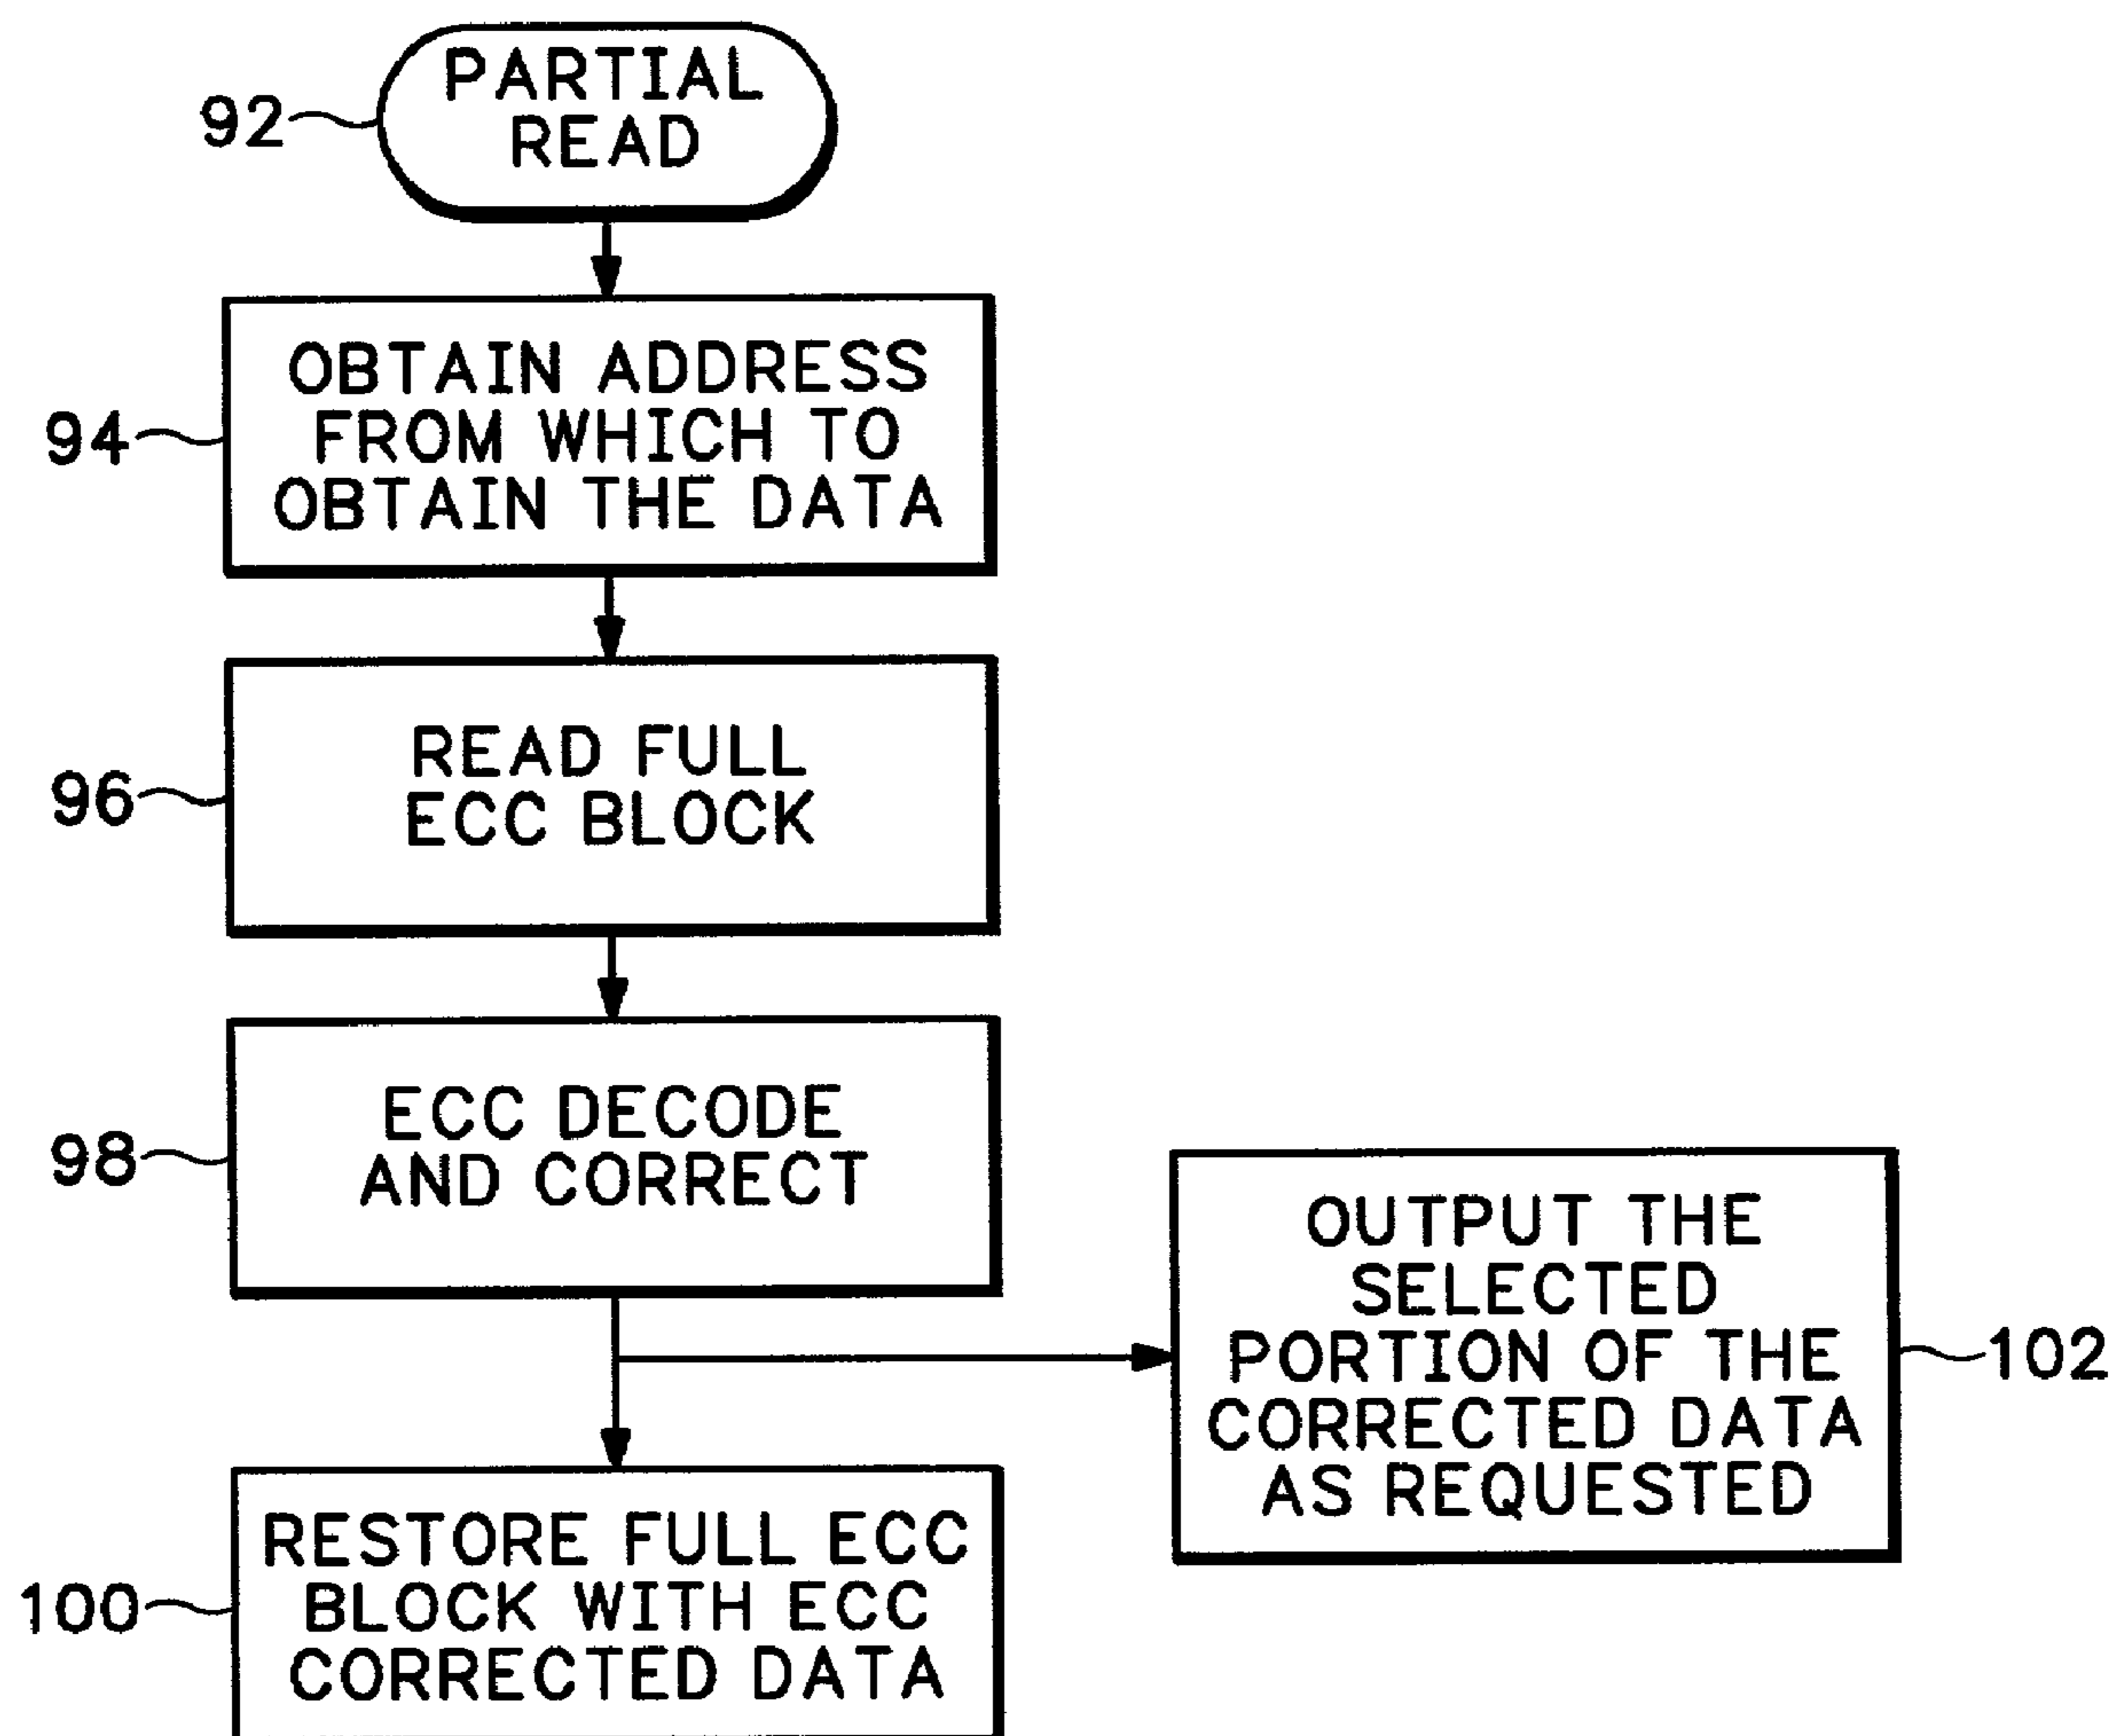 PARTIAL
READ
92
OBTAIN ADDRESS
FROM WHICH TO
OBTAIN THE DATA
94
READ FULL
ECC BLOCK
96
ECC DECODE
AND CORRECT
98
OUTPUT THE
SELECTED
PORTION OF THE
CORRECTED DATA
AS REQUESTED
102
RESTORE FULL ECC
BLOCK WITH ECC
CORRECTED DATA
100